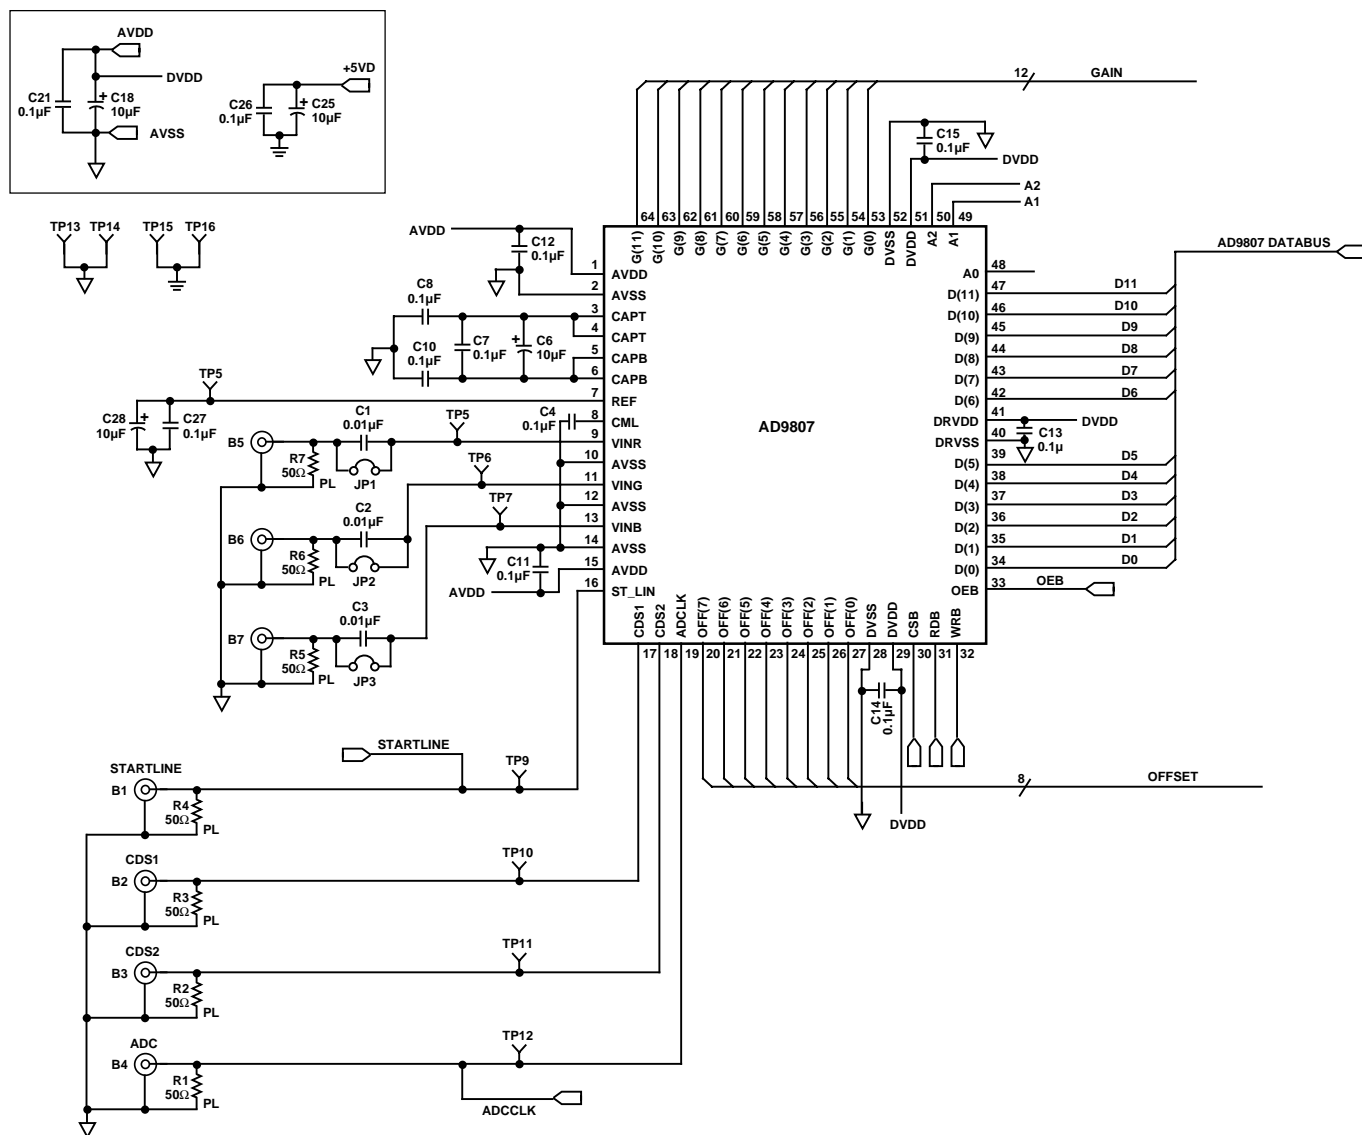 AVDD
DVDD
C21
0.1µF
+
C18
10µF
AVSS
+5VD
C26
0.1µF
+
C25
10µF
12
GAIN
C15
0.1µF
DVDD
A2
A1
TP13
TP14
TP15
TP16
64 63 62 61 60 59 58 57 56 55 54 53 52 51 50 49
G(11)
G(10)
G(9)
G(8)
G(7)
G(6)
G(5)
G(4)
G(3)
G(2)
G(1)
G(0)
DVSS
DVDD
A2
A1
AVDD
C12
0.1µF
1 AVDD
2 AVSS
C8
0.1µF
3 CAPT
4 CAPT
C10
0.1µF
C7
0.1µF
+
C6
10µF
5 CAPB
6 CAPB
TP5
7 REF
C28
10µF
+
C27
0.1µF
C4
0.1µF
8 CML
B5
C1
0.01µF
TP5
9 VINR
R7
50Ω
PL
JP1
10 AVSS
TP6
11 VING
C2
0.01µF
TP7
12 AVSS
13 VINB
B6
R6
50Ω
PL
JP2
14 AVSS
C11
0.1µF
15 AVDD
AVDD
16 ST_LIN
C3
0.01µF
B7
R5
50Ω
PL
JP3
AD9807
AD9807 DATABUS
A0 48
D(11) 47 D11
D(10) 46 D10
D(9) 45 D9
D(8) 44 D8
D(7) 43 D7
D(6) 42 D6
DRVDD 41 DVDD
DRVSS 40
C13
0.1µ
D(5) 39 D5
D(4) 38 D4
D(3) 37 D3
D(2) 36 D2
D(1) 35 D1
D(0) 34 D0
OEB 33 OEB
CDS1
CDS2
ADCLK
OFF(7)
OFF(6)
OFF(5)
OFF(4)
OFF(3)
OFF(2)
OFF(1)
OFF(0)
DVSS
DVDD
CSB
RDB
WRB
17 18 19 20 21 22 23 24 25 26 27 28 29 30 31 32
C14
0.1µF
STARTLINE
8
OFFSET
DVDD
STARTLINE
B1
TP9
R4
50Ω
PL
CDS1
B2
TP10
R3
50Ω
PL
CDS2
B3
TP11
R2
50Ω
PL
ADC
B4
TP12
R1
50Ω
PL
ADCCLK